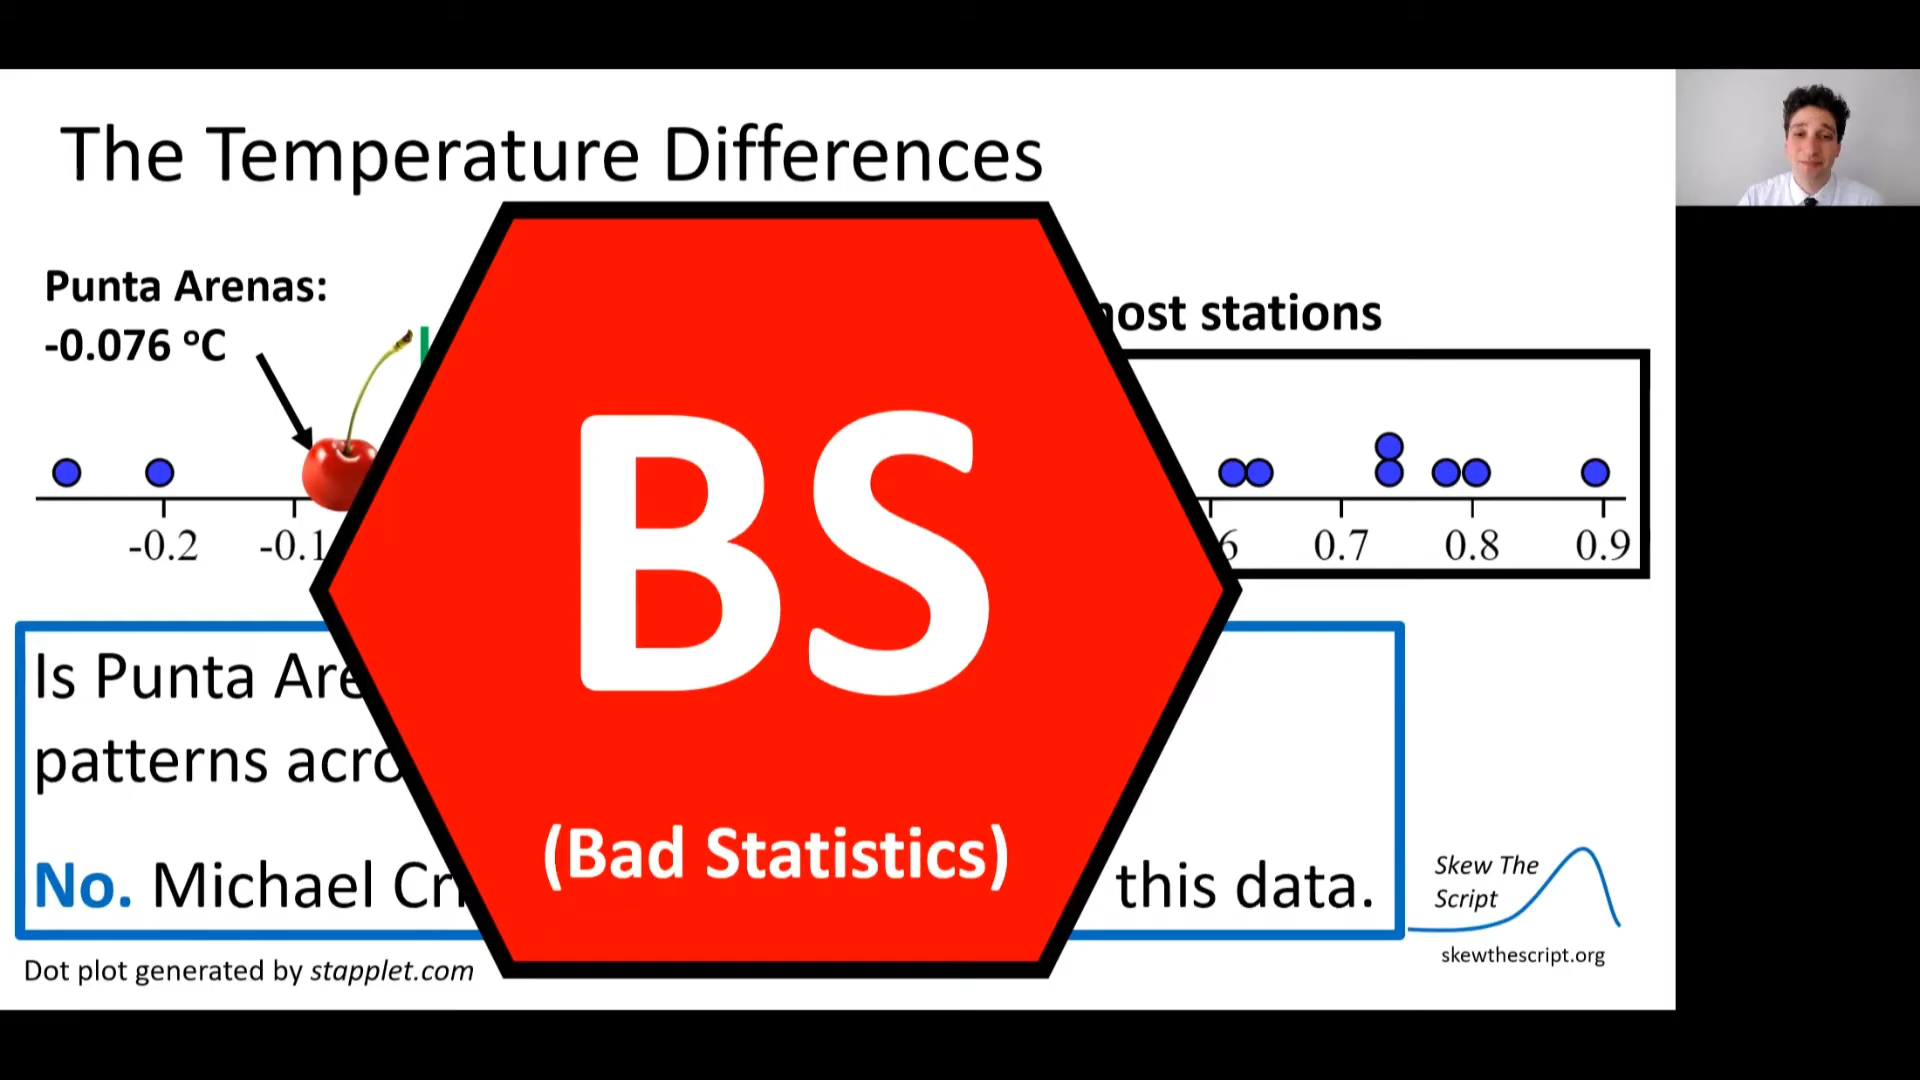 The Temperature Differences
Punta Arenas:
-0.076 °C
most stations
-0.2 -0.1 6 0.7 0.8 0.9
BS
(Bad Statistics)
Is Punta Are
patterns acro
No. Michael Cr this data.
Skew The
Script
skewthescript.org
Dot plot generated by stapplet.com